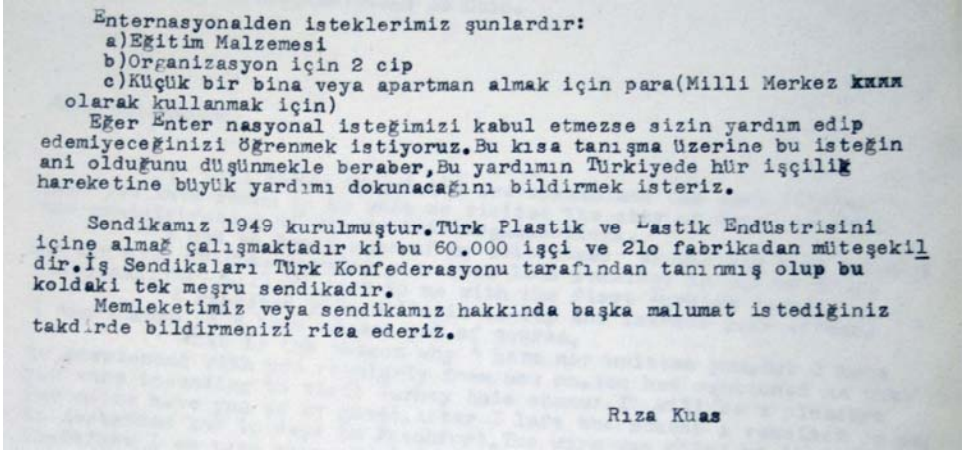 Enternasyonalden isteklerimiz şunlardır:
a)Eğitim Malzemesi
b)Organizasyon için 2 cip
c)Küçük bir bina veya apartman almak için para(Milli Merkez
olarak kullanmak için)
Eğer Enter nasyonal isteğimizi kabul etmezse sizin yardım edip
edemiyeceğinizi öğrenmek istiyoruz.Bu kısa tanışma üzerine bu isteğin
ani olduğunu düşünmekle beraber,Bu yardımın Türkiyede hür işçilik
hareketine büyük yardımı dokunacağını bildirmek isteriz.
Sendikamız 1949 kurulmuştur.Türk Plastik ve Lastik Endüstrisini
içine almağ çalışmaktadır ki bu 60.000 işçi ve 2lo fabrikadan müteşekil
dir.İş Sendikaları Türk Konfederasyonu tarafından tanınmış olup bu
koldaki tek meşru sendikadır.
Memleketimiz veya sendikamız hakkında başka malumat istediğiniz
takdirde bildirmenizi rica ederiz.
Rıza Kuas